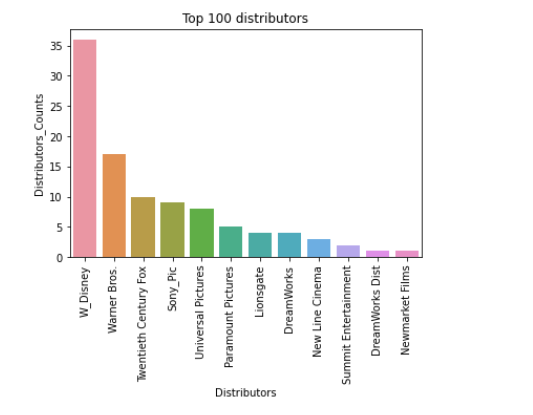 Top 100 distributors
Distributors_Counts
35
30
25
20
15
10
5
0
W_Disney
Warner Bros.
Twentieth Century Fox
Sony_Pic
Universal Pictures
Paramount Pictures
Lionsgate
DreamWorks
New Line Cinema
Summit Entertainment
DreamWorks Dist
Newmarket Films
Distributors